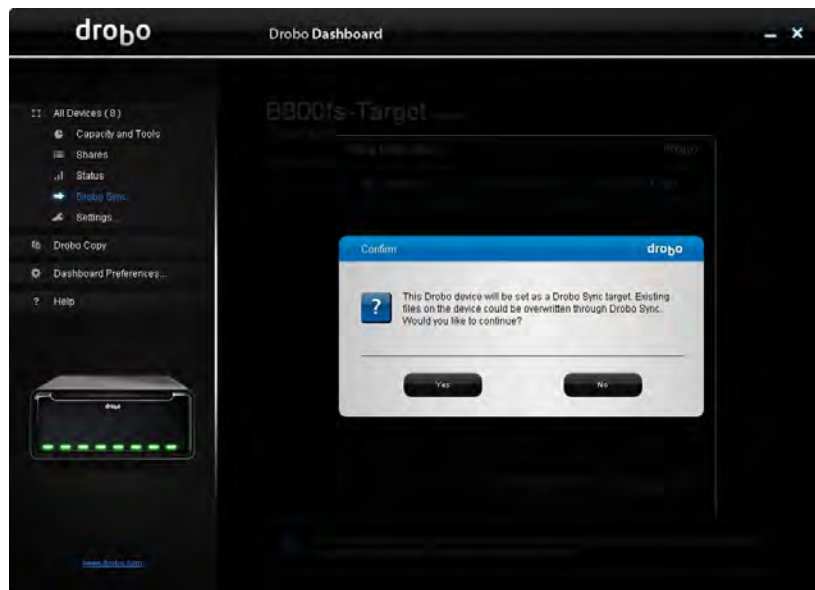 drobo
Drobo Dashboard
All Devices (8)
Capacity and Tools
Shares
Status
Drobo Sync
Settings...
Drobo Copy
Dashboard Preferences...
? Help
drobo
www.drobo.com
Confirm
drobo
?
This Drobo device will be set as a Drobo Sync target. Existing
files on the device could be overwritten through Drobo Sync.
Would you like to continue?
Yes
No